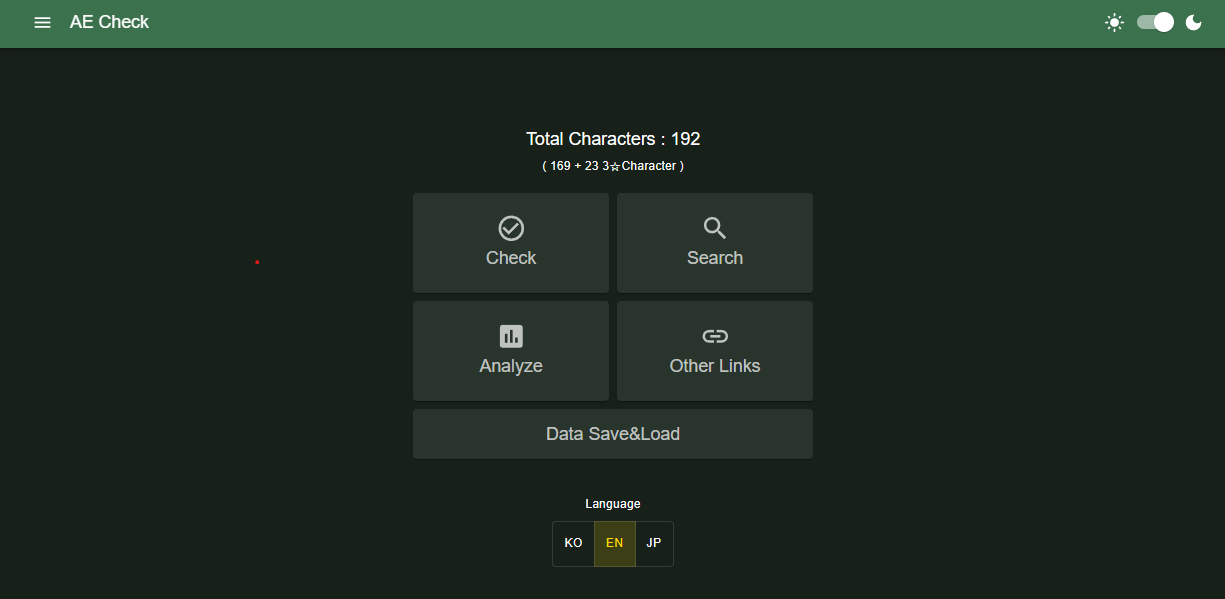 AE Check
Total Characters : 192
( 169 + 23 3☆Character )
Check
Search
Analyze
Other Links
Data Save&Load
Language
KO
EN
JP